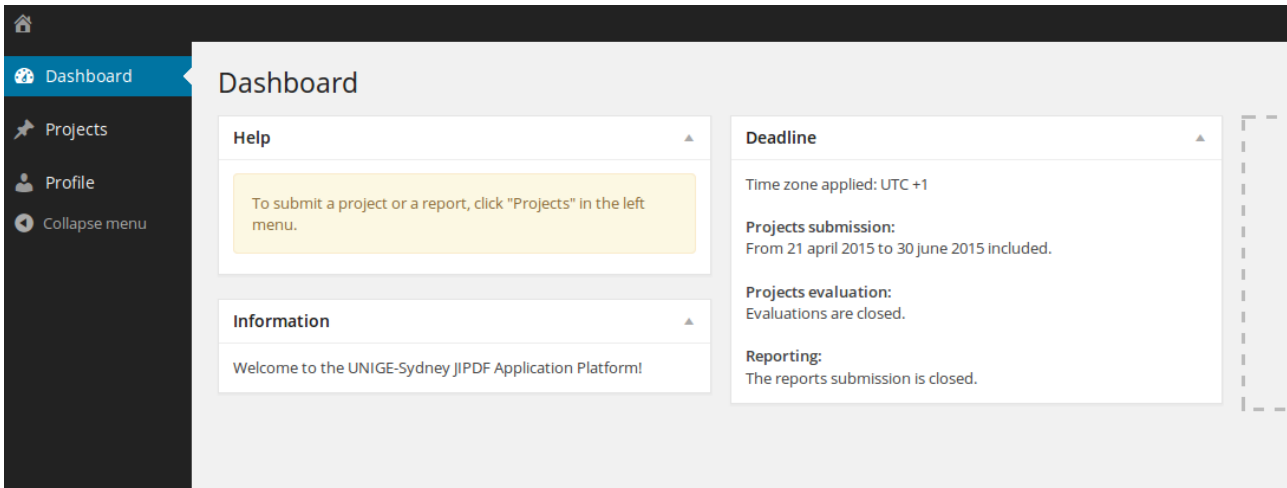 Dashboard
Projects
Profile
Collapse menu
Dashboard
Help
To submit a project or a report, click "Projects" in the left
menu.
Information
Welcome to the UNIGE-Sydney JIPDF Application Platform!
Deadline
Time zone applied: UTC +1
Projects submission:
From 21 april 2015 to 30 june 2015 included.
Projects evaluation:
Evaluations are closed.
Reporting:
The reports submission is closed.